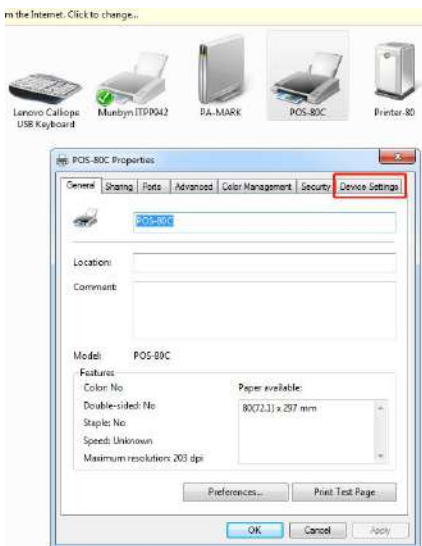 m the Internet. Click to change...
Lenovo Calliope
USB Keyboard
Munbyn ITPP942
PA-MARK
POS-80C
Printer-80
POS-80C Properties
General
Sharing
Ports
Advanced
Color Management
Security
Device Settings
POS-80C
Location:
Comment:
Model:
POS-80C
Features
Color: No
Paper available:
Double-sided: No
80(72.1) x 297 mm
Staple: No
Speed: Unknown
Maximum resolution: 203 dpi
Preferences...
Print Test Page
OK
Cancel
Apply